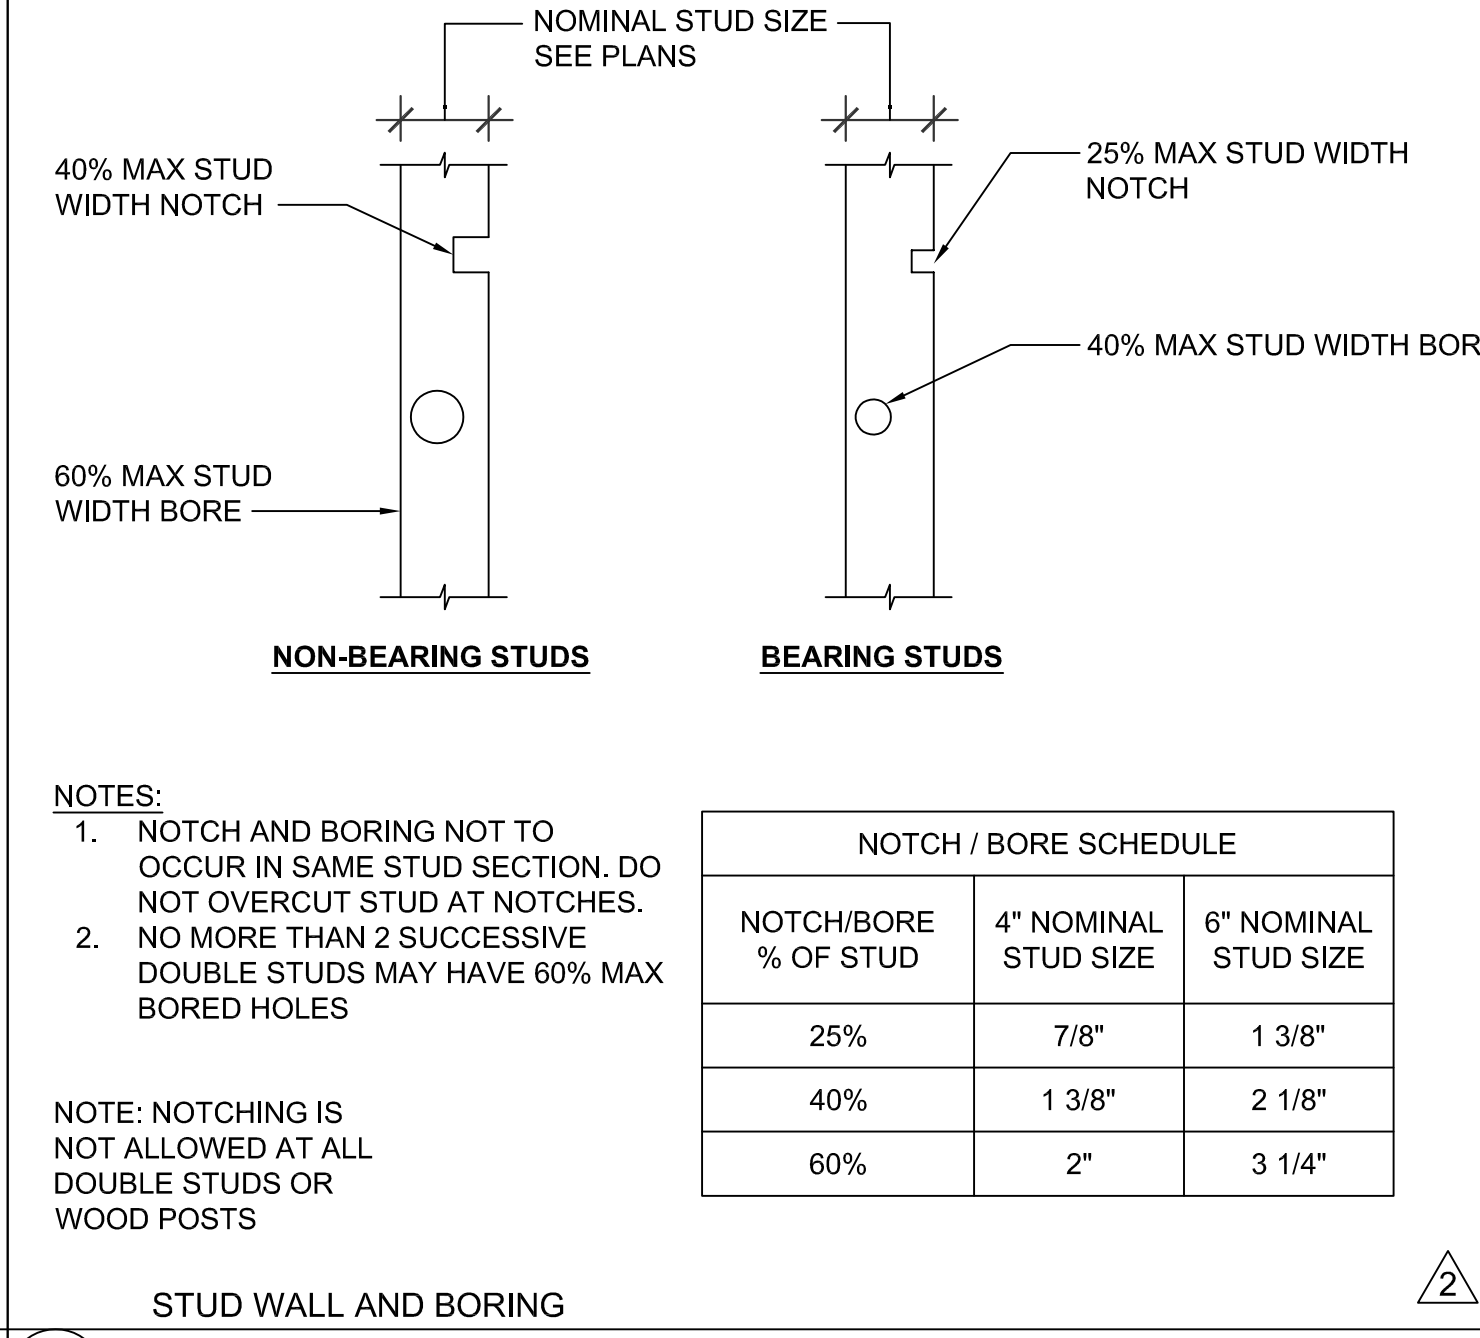 NOMINAL STUD SIZE
SEE PLANS
40% MAX STUD
WIDTH NOTCH
25% MAX STUD WIDTH
NOTCH
40% MAX STUD WIDTH BOR
60% MAX STUD
WIDTH BORE
NON-BEARING STUDS
BEARING STUDS
NOTES:
1. NOTCH AND BORING NOT TO
OCCUR IN SAME STUD SECTION. DO
NOT OVERCUT STUD AT NOTCHES.
2. NO MORE THAN 2 SUCCESSIVE
DOUBLE STUDS MAY HAVE 60% MAX
BORED HOLES
NOTE: NOTCHING IS
NOT ALLOWED AT ALL
DOUBLE STUDS OR
WOOD POSTS
NOTCH / BORE SCHEDULE
NOTCH/BORE
% OF STUD
4" NOMINAL
STUD SIZE
6" NOMINAL
STUD SIZE
25% 7/8" 1 3/8"
40% 1 3/8" 2 1/8"
60% 2" 3 1/4"
2
STUD WALL AND BORING